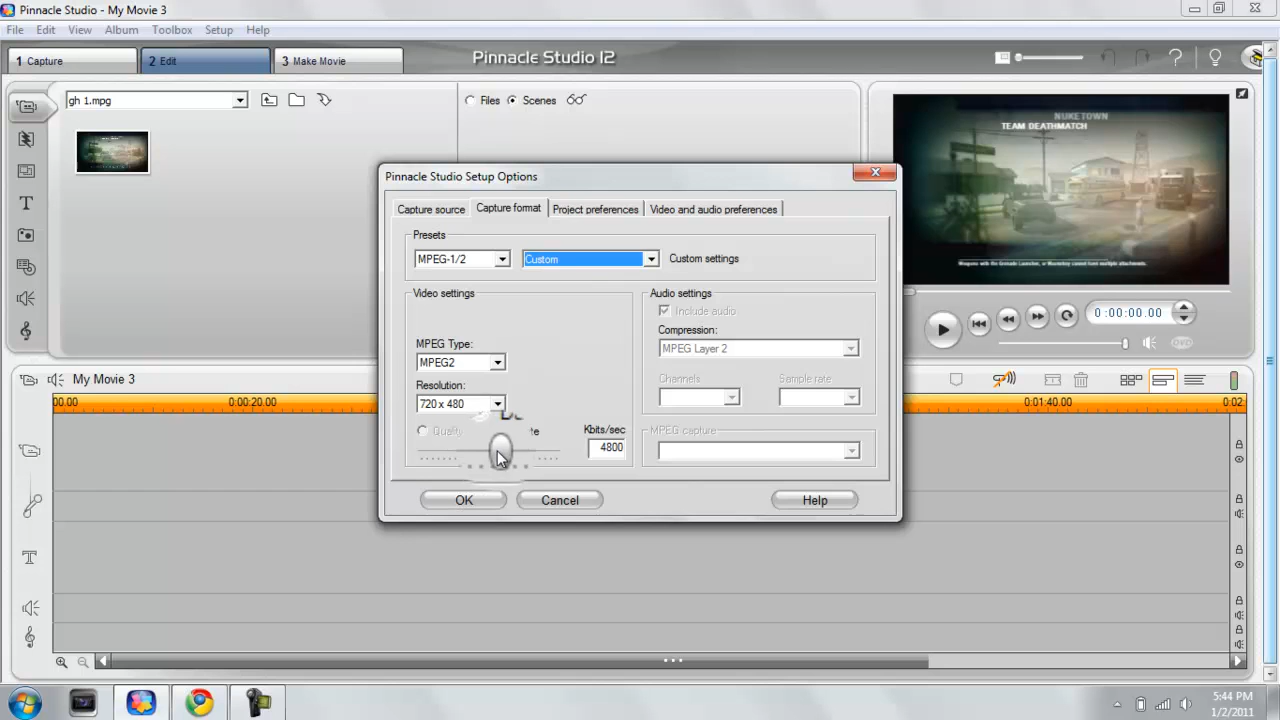 Pinnacle Studio - My Movie 3
File Edit View Album Toolbox Setup Help
1 Capture
2 Edit
3 Make Movie
Pinnacle Studio 12
gh 1.mpg
Files Scenes
NUKETOWN
TEAM DEATHMATCH
Pinnacle Studio Setup Options
Capture source
Capture format
Project preferences
Video and audio preferences
Presets
MPEG-1/2
Custom
Custom settings
Video settings
MPEG Type:
MPEG2
Resolution:
720 x 480
Quality
Kbits/sec
4800
Audio settings
Include audio
Compression:
MPEG Layer 2
Channels
Sample rate
MPEG capture
OK
Cancel
Help
0:00:00.00
DVD
My Movie 3
00.00
0:00:20.00
0:01:40.00
0:02
5:44 PM
1/2/2011